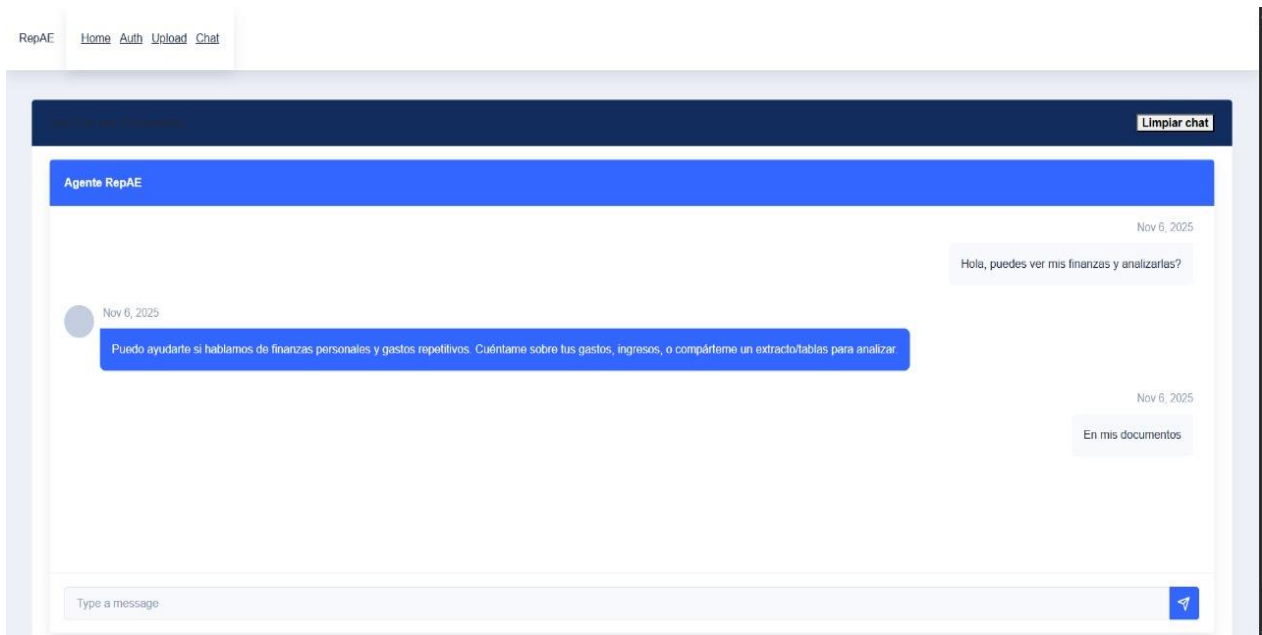 RepAE Home Auth Upload Chat
Limpiar chat
Agente RepAE
Nov 6, 2025
Hola, puedes ver mis finanzas y analizarlas?
Nov 6, 2025
Puedo ayudarte si hablamos de finanzas personales y gastos repetitivos. Cuéntame sobre tus gastos, ingresos, o compárteme un extracto/tablas para analizar.
Nov 6, 2025
En mis documentos
Type a message